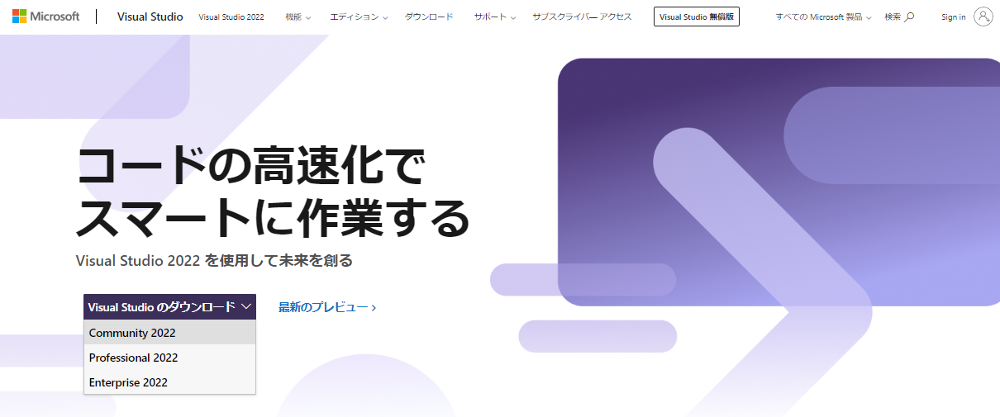 Microsoft
Visual Studio
Visual Studio 2022
機能
エディション
ダウンロード
サポート
サブスクライバー アクセス
Visual Studio 無償版
すべての Microsoft 製品
検索
Sign in
コードの高速化で
スマートに作業する
Visual Studio 2022 を使用して未来を創る
Visual Studio のダウンロード
最新のプレビュー
Community 2022
Professional 2022
Enterprise 2022